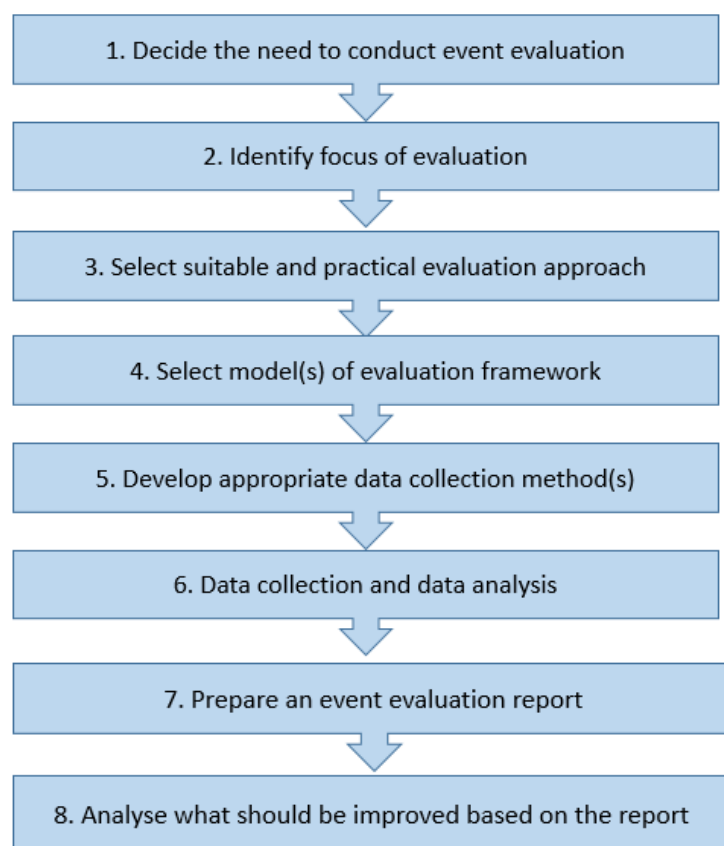 1. Decide the need to conduct event evaluation
2. Identify focus of evaluation
3. Select suitable and practical evaluation approach
4. Select model(s) of evaluation framework
5. Develop appropriate data collection method(s)
6. Data collection and data analysis
7. Prepare an event evaluation report
8. Analyse what should be improved based on the report